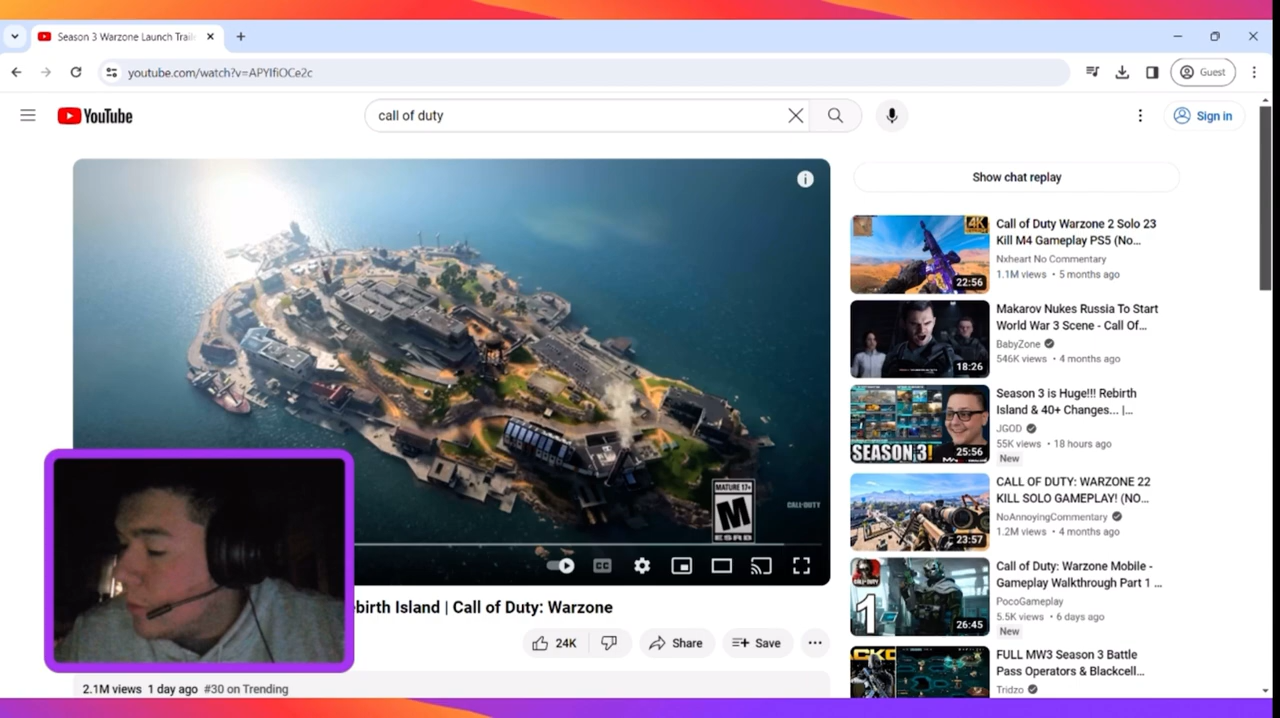 Season 3 Warzone Launch Trail
youtube.com/watch?v=APYIfiOCe2c
Guest
YouTube
call of duty
Sign in
MATURE 17+
M
ESRB
CALL·DUTY
CC
birth Island | Call of Duty: Warzone
24K
Share
Save
2.1M views 1 day ago #30 on Trending
Show chat replay
4K
22:56
Call of Duty Warzone 2 Solo 23
Kill M4 Gameplay PS5 (No...
Nxheart No Commentary
1.1M views • 5 months ago
18:26
Makarov Nukes Russia To Start
World War 3 Scene - Call Of...
BabyZone
546K views • 4 months ago
SEASON 3!
25:56
Season 3 is Huge!!! Rebirth
Island & 40+ Changes... |...
JGOD
55K views • 18 hours ago
New
23:57
CALL OF DUTY: WARZONE 22
KILL SOLO GAMEPLAY! (NO...
NoAnnoyingCommentary
1.2M views • 4 months ago
1
26:45
Call of Duty: Warzone Mobile -
Gameplay Walkthrough Part 1 ...
PocoGameplay
5.5K views • 6 days ago
New
FULL MW3 Season 3 Battle
Pass Operators & Blackcell...
Tridzo